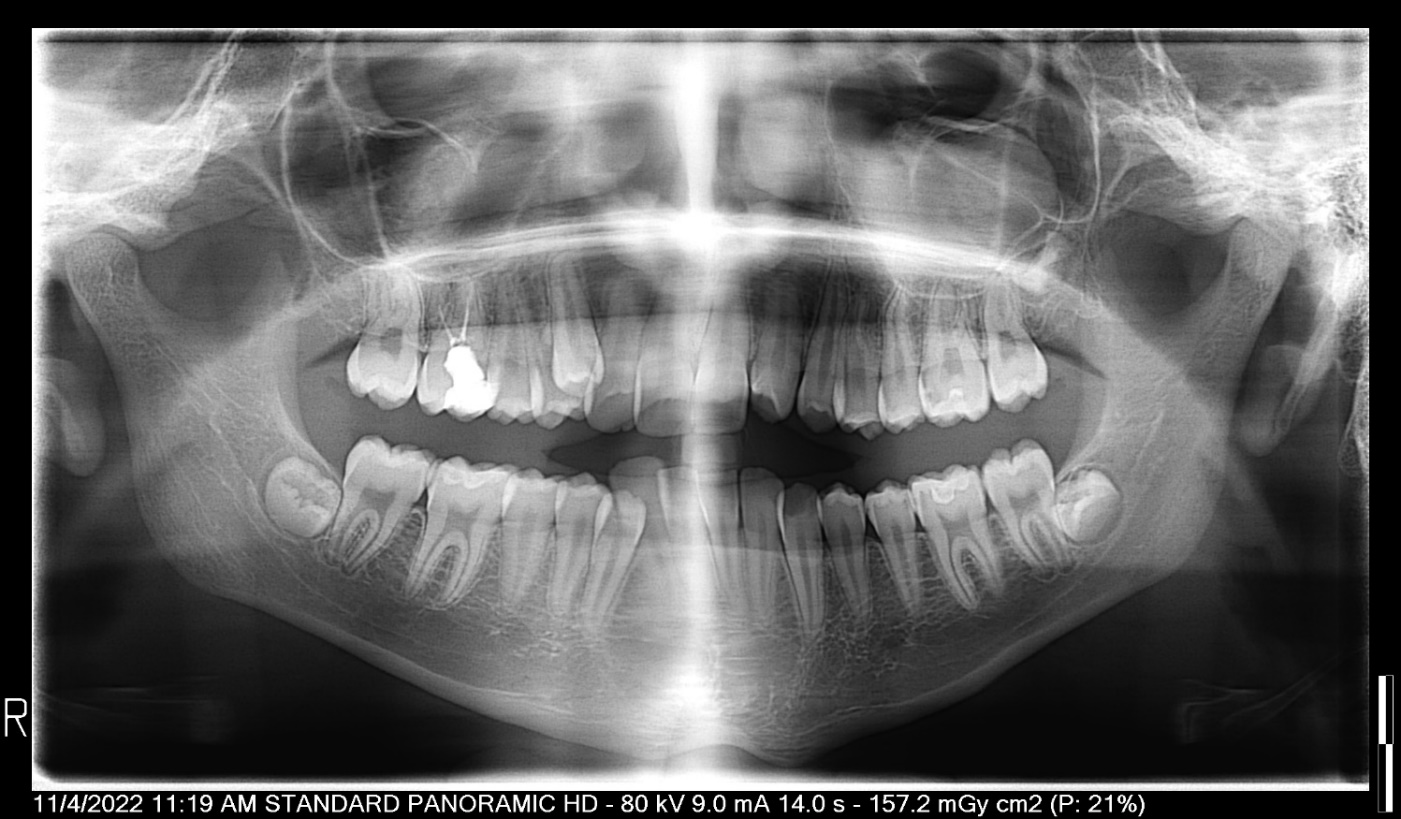 R
11/4/2022 11:19 AM STANDARD PANORAMIC HD - 80 kV 9.0 mA 14.0 s - 157.2 mGy cm2 (P: 21%)